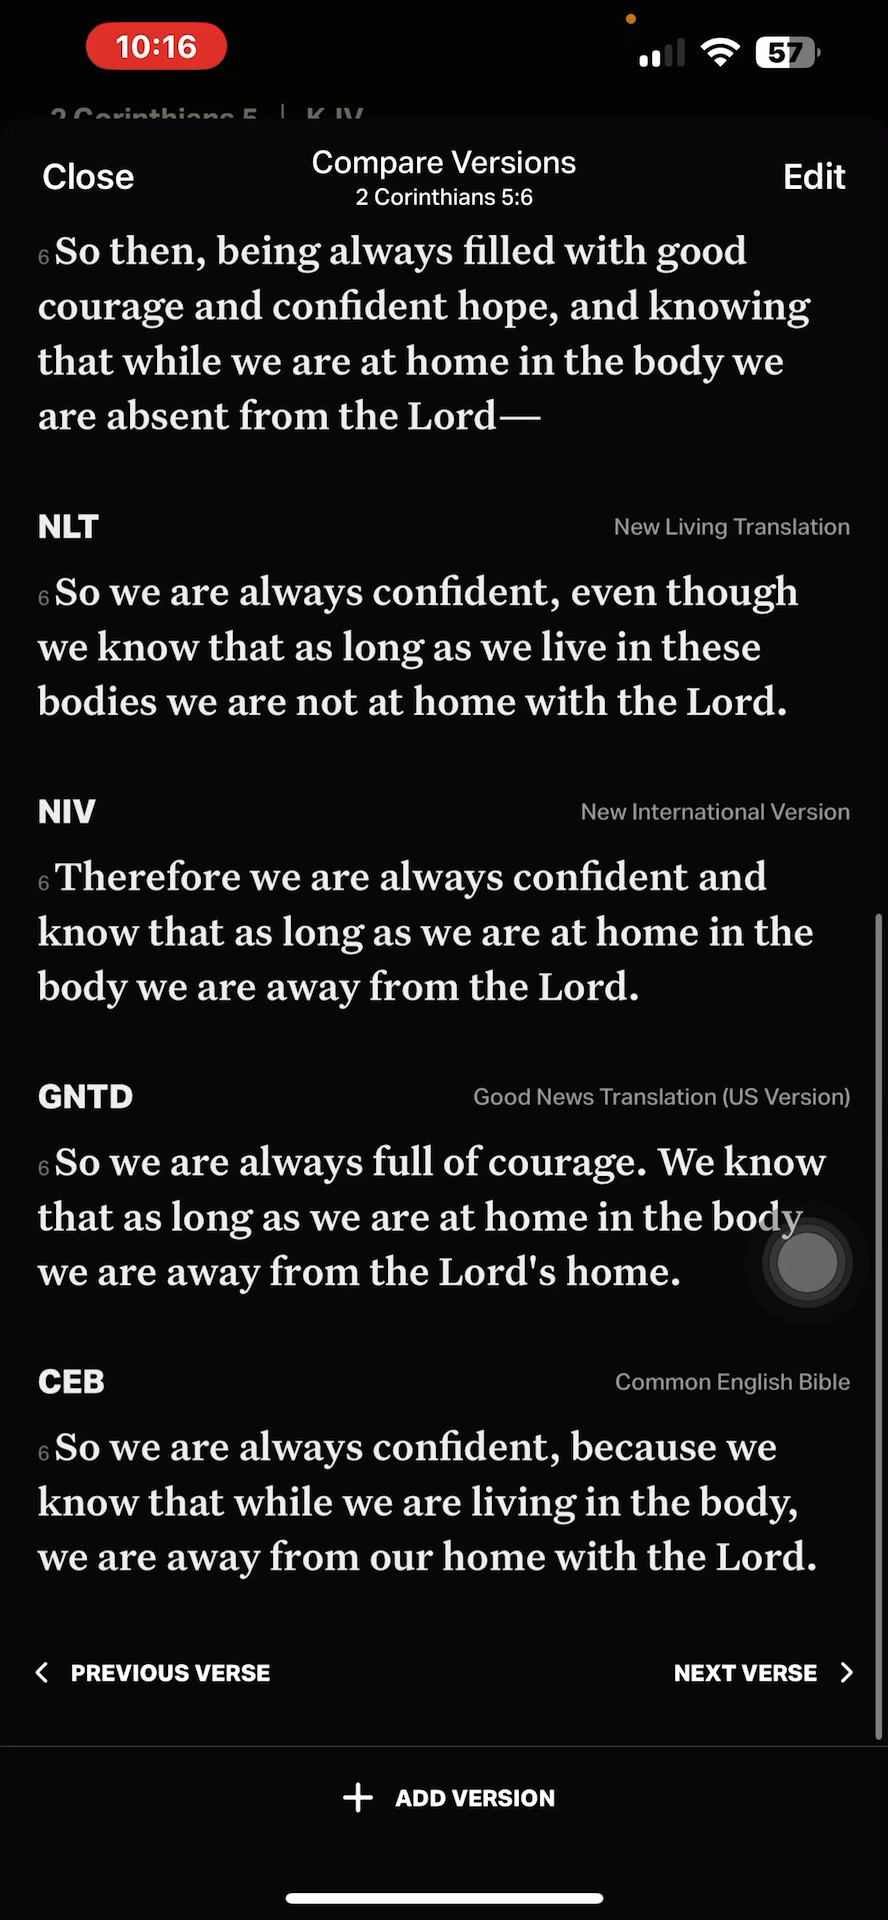 10:16
57
2 Corinthians 5 | KJV
Close
Compare Versions
Edit
2 Corinthians 5:6
6 So then, being always filled with good
courage and confident hope, and knowing
that while we are at home in the body we
are absent from the Lord—
NLT
New Living Translation
6 So we are always confident, even though
we know that as long as we live in these
bodies we are not at home with the Lord.
NIV
New International Version
6 Therefore we are always confident and
know that as long as we are at home in the
body we are away from the Lord.
GNTD
Good News Translation (US Version)
6 So we are always full of courage. We know
that as long as we are at home in the body
we are away from the Lord's home.
CEB
Common English Bible
6 So we are always confident, because we
know that while we are living in the body,
we are away from our home with the Lord.
PREVIOUS VERSE
NEXT VERSE
ADD VERSION